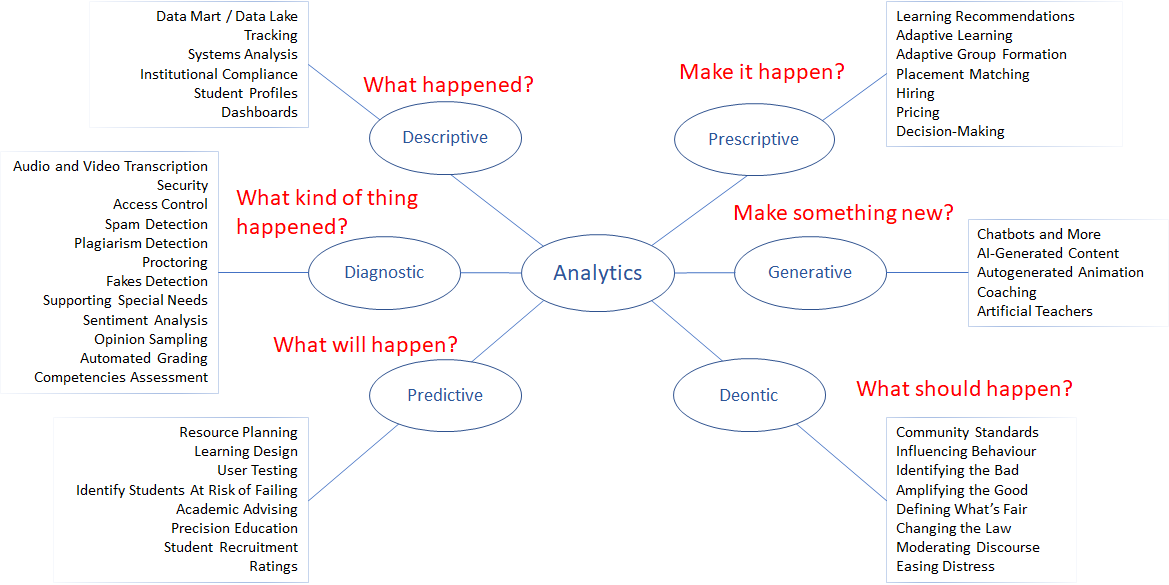 Data Mart / Data Lake
Tracking
Systems Analysis
Institutional Compliance
Student Profiles
Dashboards
What happened?
Descriptive
Make it happen?
Prescriptive
Learning Recommendations
Adaptive Learning
Adaptive Group Formation
Placement Matching
Hiring
Pricing
Decision-Making
Audio and Video Transcription
Security
Access Control
Spam Detection
Plagiarism Detection
Proctoring
Fakes Detection
Supporting Special Needs
Sentiment Analysis
Opinion Sampling
Automated Grading
Competencies Assessment
What kind of thing
happened?
Diagnostic
Analytics
Make something new?
Generative
Chatbots and More
AI-Generated Content
Autogenerated Animation
Coaching
Artificial Teachers
What will happen?
Predictive
Resource Planning
Learning Design
User Testing
Identify Students At Risk of Failing
Academic Advising
Precision Education
Student Recruitment
Ratings
Deontic
What should happen?
Community Standards
Influencing Behaviour
Identifying the Bad
Amplifying the Good
Defining What's Fair
Changing the Law
Moderating Discourse
Easing Distress